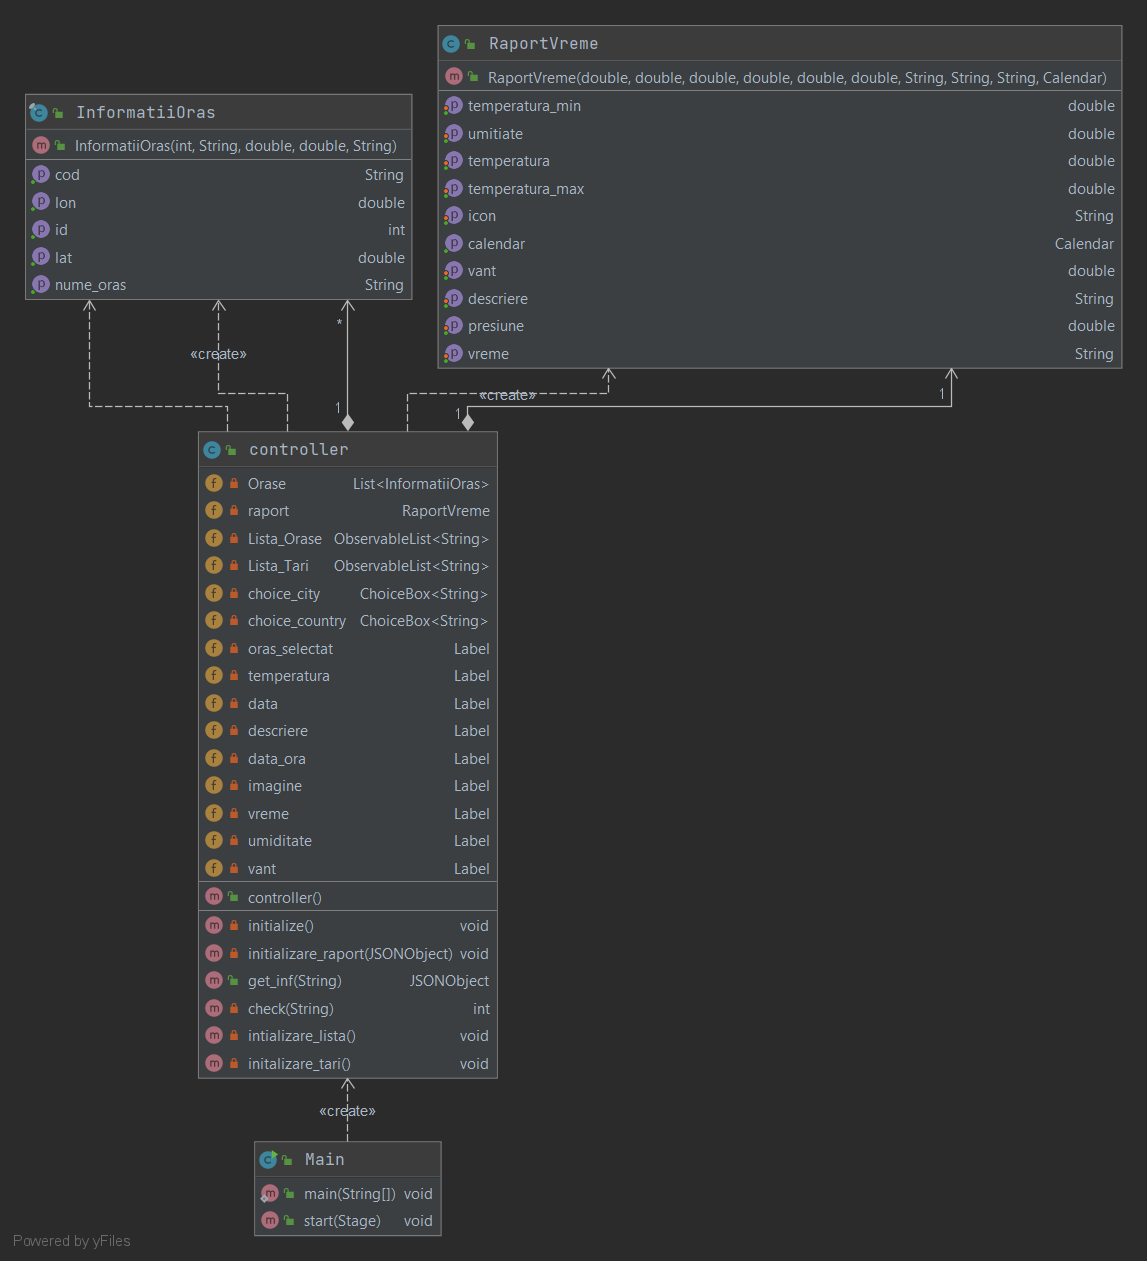 RaportVreme
RaportVreme(double, double, double, double, double, double, String, String, String, Calendar)
temperatura_min double
umitiate double
temperatura double
temperatura_max double
icon String
calendar Calendar
vant double
descriere String
presiune double
vreme String
InformatiiOras
InformatiiOras(int, String, double, double, String)
cod String
lon double
id int
lat double
nume_oras String
*
«create»
«create»
1
1
1
controller
Orase List<InformatiiOras>
raport RaportVreme
Lista_Orase ObservableList<String>
Lista_Tari ObservableList<String>
choice_city ChoiceBox<String>
choice_country ChoiceBox<String>
oras_selectat Label
temperatura Label
data Label
descriere Label
data_ora Label
imagine Label
vreme Label
umiditate Label
vant Label
controller()
initialize() void
initializare_raport(JSONObject) void
get_inf(String) JSONObject
check(String) int
intializare_lista() void
initalizare_tari() void
«create»
Main
main(String[]) void
start(Stage) void
Powered by yFiles